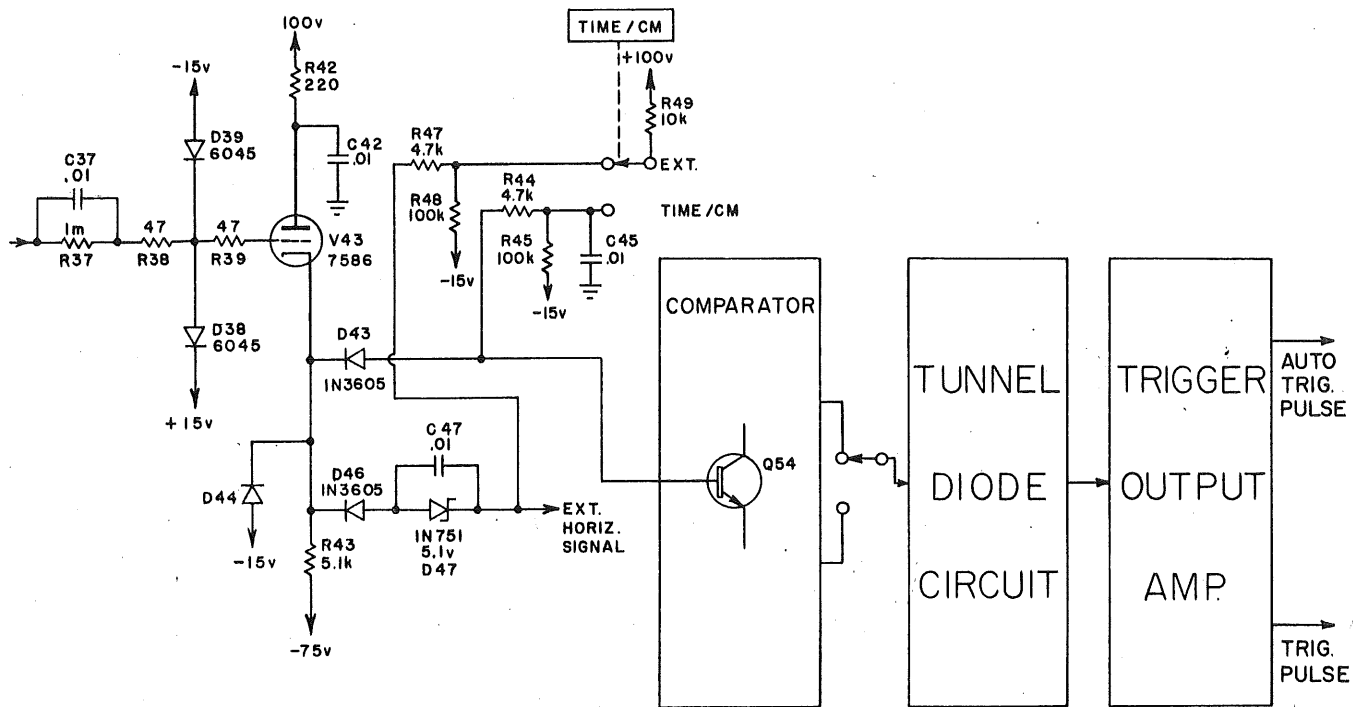 100v
TIME/CM
+100v
-15v
R42
220
R49
10k
D39
6045
C42
.01
R47
4.7k
EXT.
C37
.01
R48
100k
R44
4.7k
TIME/CM
1m
47
47
V43
7586
R37
R38
R39
R45
100k
C45
.01
-15v
-15v
COMPARATOR
D38
6045
D43
1N3605
TUNNEL
DIODE
CIRCUIT
TRIGGER
OUTPUT
AMP.
AUTO
TRIG.
PULSE
+15v
C47
.01
Q54
D46
1N3605
D44
EXT.
HORIZ.
SIGNAL
-15v
R43
5.1k
1N751
5.1v
D47
-75v
TRIG.
PULSE